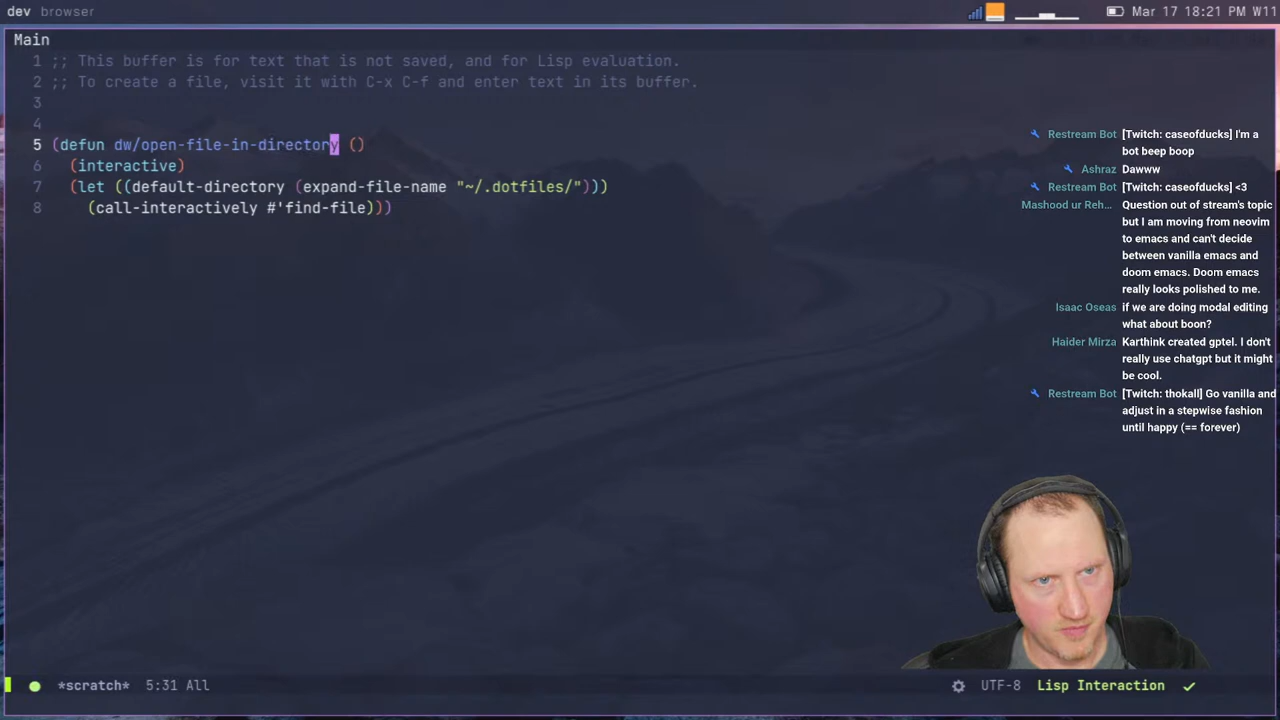 dev browser
Mar 17 18:21 PM W11
Main
1 ;; This buffer is for text that is not saved, and for Lisp evaluation.
2 ;; To create a file, visit it with C-x C-f and enter text in its buffer.
3
4
5 (defun dw/open-file-in-directory ()
6 (interactive)
7 (let ((default-directory (expand-file-name "~/.dotfiles/")))
8 (call-interactively #'find-file)))
Restream Bot [Twitch: caseofducks] I'm a
bot beep boop
Ashraz Dawww
Restream Bot [Twitch: caseofducks] <3
Mashood ur Reh... Question out of stream's topic
but I am moving from neovim
to emacs and can't decide
between vanilla emacs and
doom emacs. Doom emacs
really looks polished to me.
Isaac Oseas if we are doing modal editing
what about boon?
Haider Mirza Karthink created gptel. I don't
really use chatgpt but it might
be cool.
Restream Bot [Twitch: thokall] Go vanilla and
adjust in a stepwise fashion
until happy (== forever)
*scratch* 5:31 All
UTF-8 Lisp Interaction